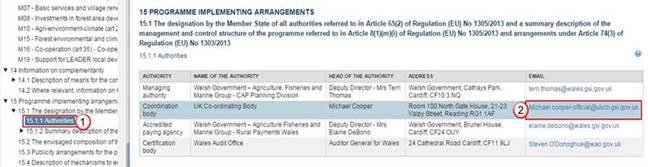 M07 - Basic services and village renew
M08 - Investments in forest area devel
M10 - Agri-environment-climate (art 2
M11 - Organic farming (art 29)
M15 - Forest environmental and clima
M16 - Co-operation (art 35) - Co-oper
M19 - Support for LEADER local devel
14 Information on complementarity
14.1 Description of means for the com
14.2 Where relevant, information on
15 Programme implementing arrangeme
15.1 The designation by the Member
15.1.1 Authorities
1
15.1.2 Summary description of the
15.2 The envisaged composition of th
15.3 Publicity arrangements for the p
15.4 Description of mechanisms to e
15 PROGRAMME IMPLEMENTING ARRANGEMENTS
15.1 The designation by the Member State of all authorities referred to in Article 65(2) of Regulation (EU) No 1305/2013 and a summary description of the
management and control structure of the programme referred to in Article 8(1)(m)(i) of Regulation (EU) No 1305/2013 and arrangements under Article 74(3) of
Regulation (EU) No 1303/2013
15.1.1 Authorities
AUTHORITY NAME OF THE AUTHORITY HEAD OF THE AUTHORITY ADDRESS EMAIL
Managing Welsh Government – Agriculture, Fisheries and Deputy Director - Mrs Terri Welsh Government, Cathays Park, terri.thomas@wales.gsi.gov.uk
authority Marine Group - CAP Planning Division Thomas Cardiff, CF10 3 NQ
Coordination UK Co-ordinating Body Michael Cooper Room 100 North Gate House, 21-23 2 Michael.cooper-official@ukcb.gsi.gov.uk
body Valpy Street, Reading RG1 1AF
Accredited Welsh Government – Agriculture, Fisheries and Deputy Director - Mrs Welsh Government, Brunel House, elaine.debono@wales.gsi.gov.uk
paying agency Marine Group - Rural Payments Wales Elaine DeBono Cardiff, CF24 OUY
Certification Wales Audit Office Auditor General for Wales 24 Cathedral Road Cardiff, CF11 9LJ Steven.O'Donoghue@wao.gov.uk
body